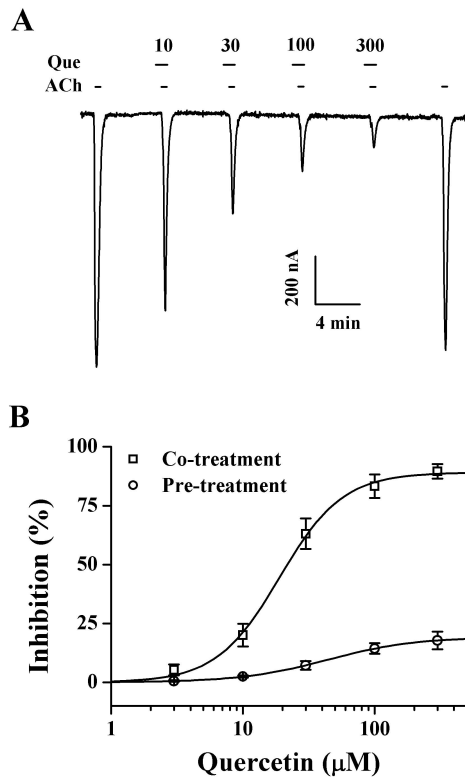 A
10 30 100 300
Que
ACh
200 nA
4 min
B
Co-treatment
Pre-treatment
Inhibition (%)
75
50
25
0
1 10 100
Quercetin (μM)